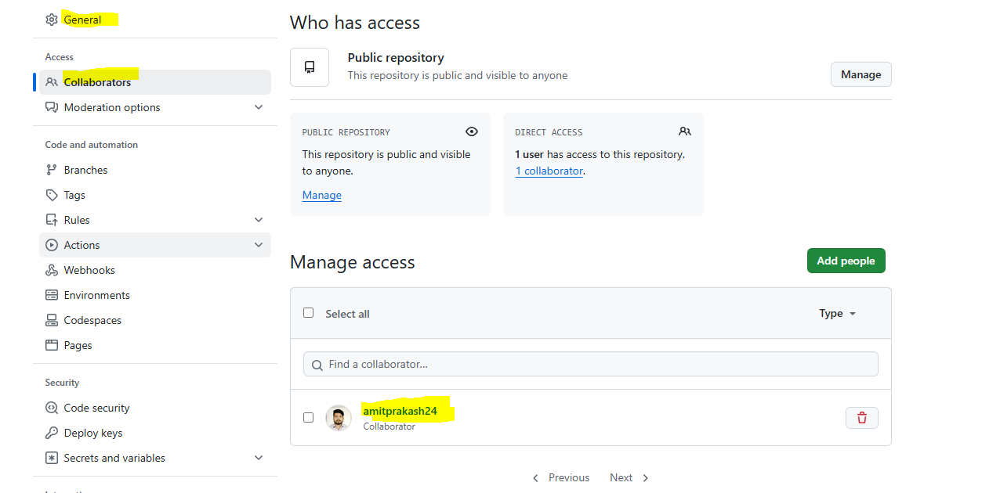 General
Access
Collaborators
Moderation options
Code and automation
Branches
Tags
Rules
Actions
Webhooks
Environments
Codespaces
Pages
Security
Code security
Deploy keys
Secrets and variables
Who has access
Public repository
This repository is public and visible to anyone
Manage
PUBLIC REPOSITORY
This repository is public and visible
to anyone.
Manage
DIRECT ACCESS
1 user has access to this repository.
1 collaborator.
Manage access
Add people
Select all
Type
Find a collaborator...
amitprakash24
Collaborator
Previous
Next